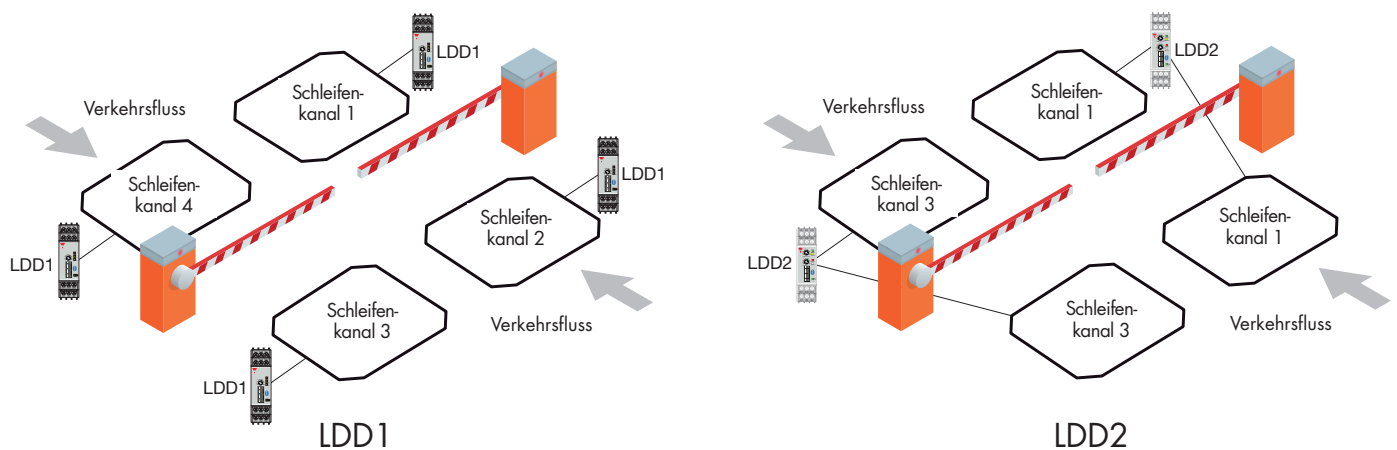 LDD1
Schleifen-
kanal 1
Verkehrsfluss
LDD1
Schleifen-
kanal 4
Schleifen-
kanal 2
LDD1
Schleifen-
kanal 3
Verkehrsfluss
LDD1
LDD1
LDD2
Schleifen-
kanal 1
Verkehrsfluss
Schleifen-
kanal 3
Schleifen-
kanal 1
LDD2
Schleifen-
kanal 3
Verkehrsfluss
LDD2